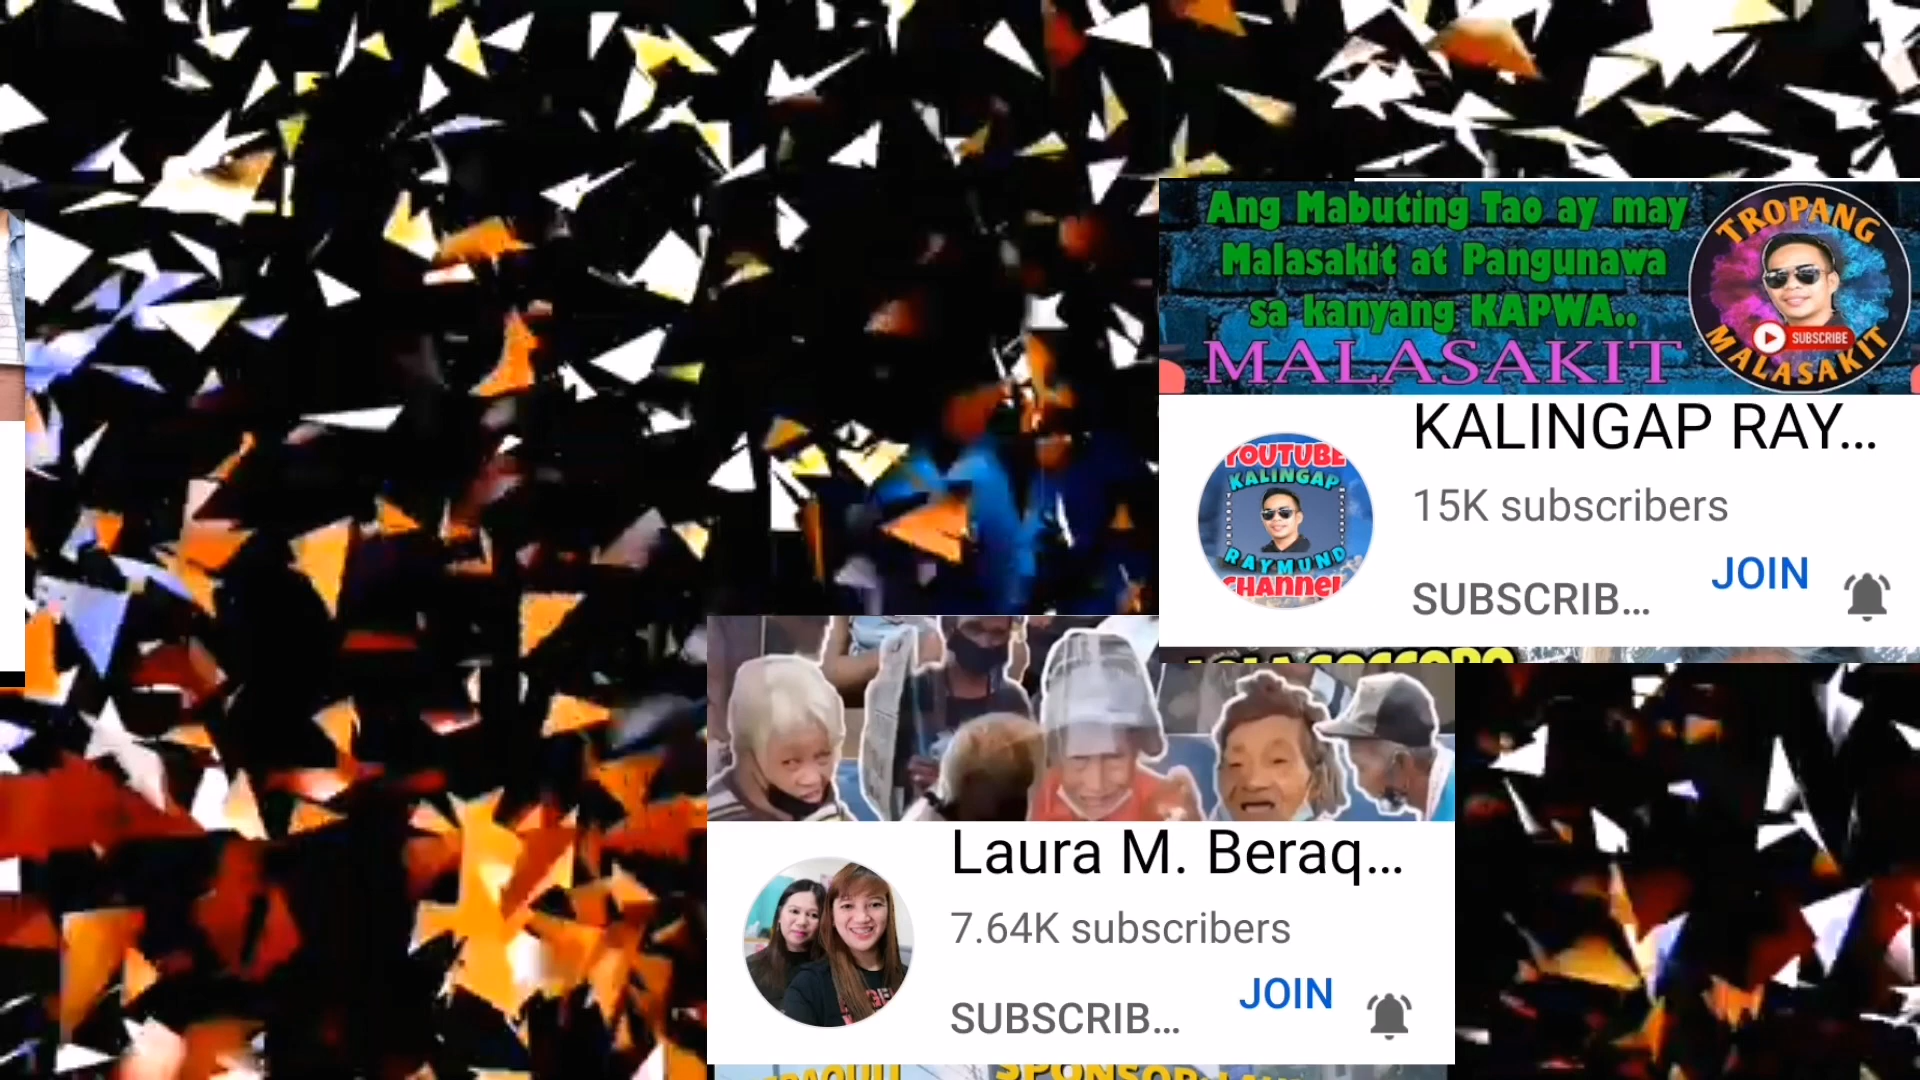 Ang Mabuting Tao ay may
Malasakit at Pangunawa
sa kanyang KAPWA..
MALASAKIT
TROPANG
SUBSCRIBE
MALASAKIT
KALINGAP RAY...
15K subscribers
JOIN
SUBSCRIB...
YOUTUBE
KALINGAP
RAYMUND
CHANNEL
Laura M. Beraq...
7.64K subscribers
JOIN
SUBSCRIB...